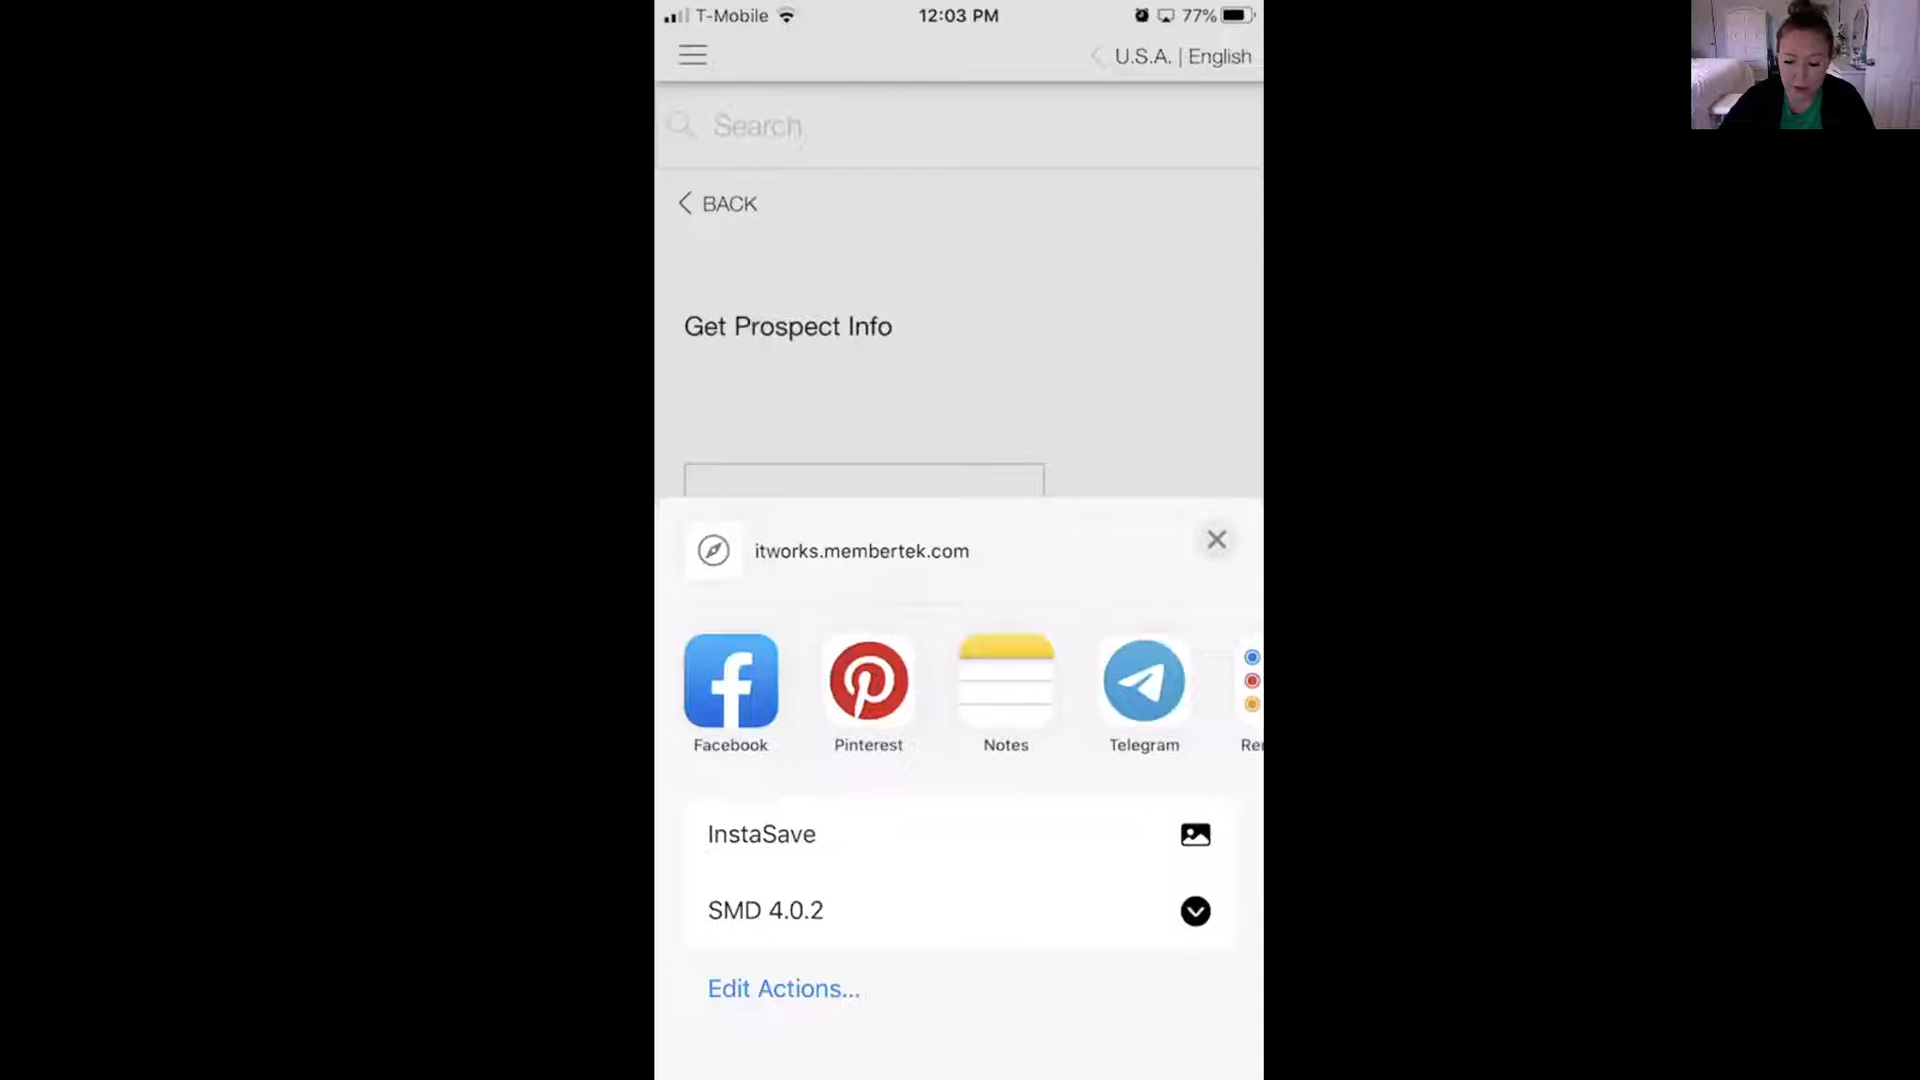 T-Mobile 12:03 PM 77%
U.S.A. | English
Search
BACK
Get Prospect Info
itworks.membertek.com
Facebook Pinterest Notes Telegram
InstaSave
SMD 4.0.2
Edit Actions...